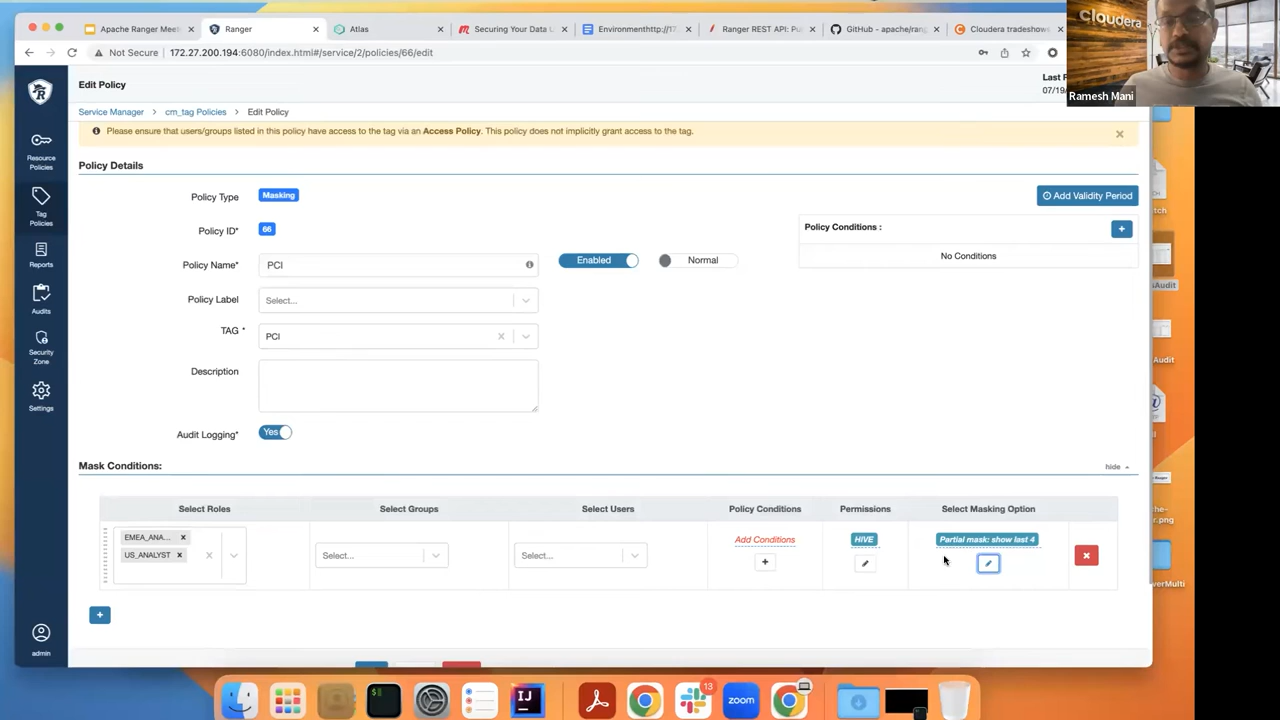 Apache Ranger Meet
Ranger
Atlas
Securing Your Data L
Environmenthttp://17
Ranger REST API: Pu
GitHub - apache/rang
Cloudera tradeshow
Not Secure
172.27.200.194:6080/index.html#/service/2/policies/66/edit
cloudera
Ramesh Mani
Edit Policy
07/19/
Service Manager > cm_tag Policies > Edit Policy
Please ensure that users/groups listed in this policy have access to the tag via an Access Policy. This policy does not implicitly grant access to the tag.
Resource
Policies
Tag
Policies
Reports
Audits
Security
Zone
Settings
admin
Policy Details
Policy Type
Masking
Add Validity Period
Policy ID*
66
Policy Conditions :
No Conditions
Policy Name*
PCI
Enabled
Normal
Policy Label
Select...
TAG *
PCI
Description
Audit Logging*
Yes
Mask Conditions:
hide
Select Roles
Select Groups
Select Users
Policy Conditions
Permissions
Select Masking Option
EMEA_ANA...
US_ANALYST
Select...
Select...
Add Conditions
HIVE
Partial mask: show last 4
13
zoom